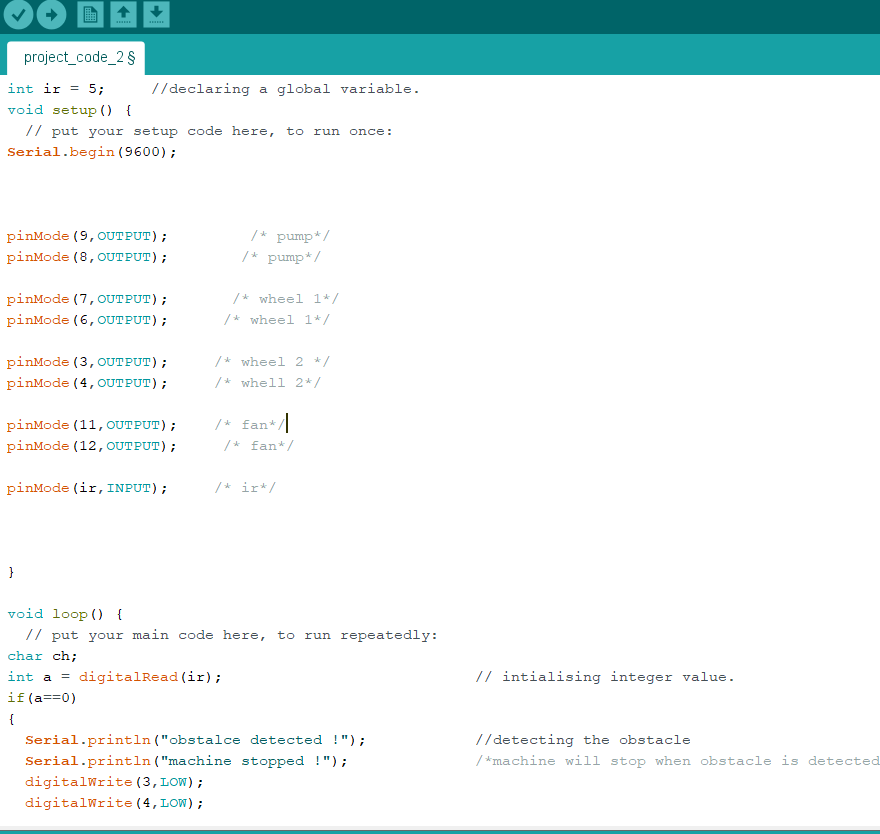 project_code_2 §
int ir = 5;     //declaring a global variable.
void setup() {
  // put your setup code here, to run once:
Serial.begin(9600);
pinMode(9,OUTPUT);         /* pump*/
pinMode(8,OUTPUT);        /* pump*/
pinMode(7,OUTPUT);       /* wheel 1*/
pinMode(6,OUTPUT);      /* wheel 1*/
pinMode(3,OUTPUT);     /* wheel 2 */
pinMode(4,OUTPUT);     /* whell 2*/
pinMode(11,OUTPUT);    /* fan*/
pinMode(12,OUTPUT);     /* fan*/
pinMode(ir,INPUT);     /* ir*/
}
void loop() {
  // put your main code here, to run repeatedly:
char ch;
int a = digitalRead(ir);                            // intialising integer value.
if(a==0)
{
  Serial.println("obstalce detected !");            //detecting the obstacle
  Serial.println("machine stopped !");              /*machine will stop when obstacle is detected
  digitalWrite(3,LOW);
  digitalWrite(4,LOW);